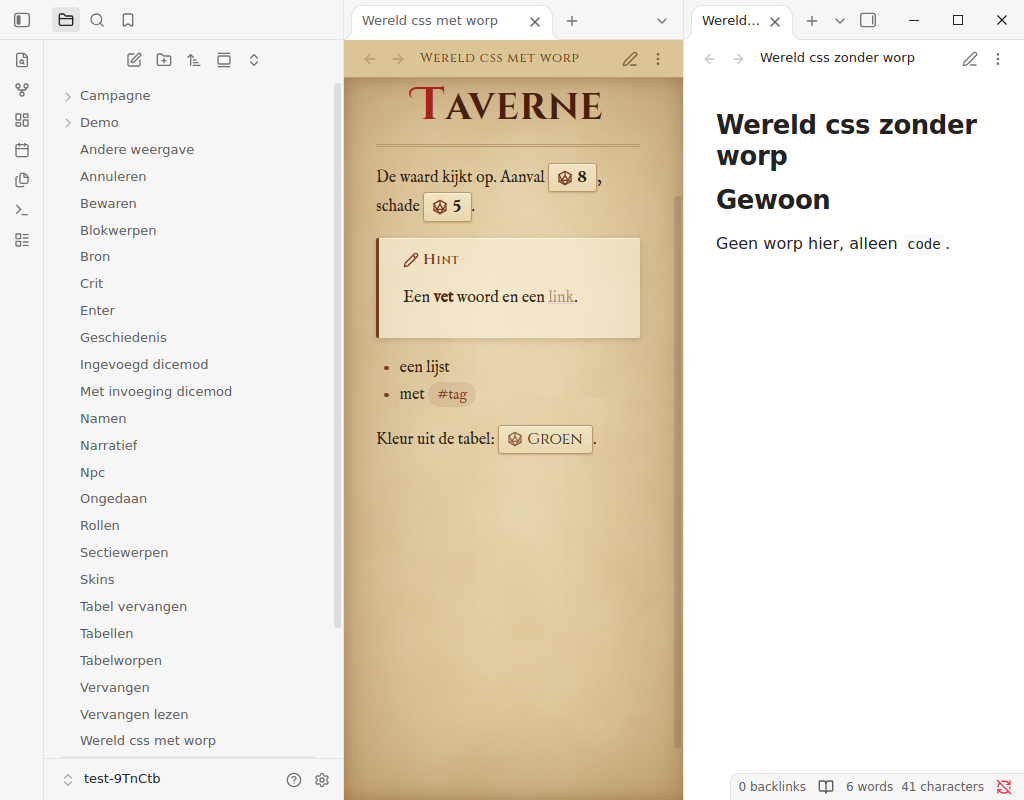 Wereld css met worp
Wereld...
Wereld css met worp
Wereld css zonder worp
Campagne
Demo
Andere weergave
Annuleren
Bewaren
Blokwerpen
Bron
Crit
Enter
Geschiedenis
Ingevoegd dicemod
Met invoeging dicemod
Namen
Narratief
Npc
Ongedaan
Rollen
Sectiewerpen
Skins
Tabel vervangen
Tabellen
Tabelworpen
Vervangen
Vervangen lezen
Wereld css met worp
test-9TnCtb
Taverne
De waard kijkt op. Aanval 8,
schade 5.
Hint
Een vet woord en een link.
een lijst
met #tag
Kleur uit de tabel: Groen.
Wereld css zonder
worp
Gewoon
Geen worp hier, alleen code.
0 backlinks 6 words 41 characters